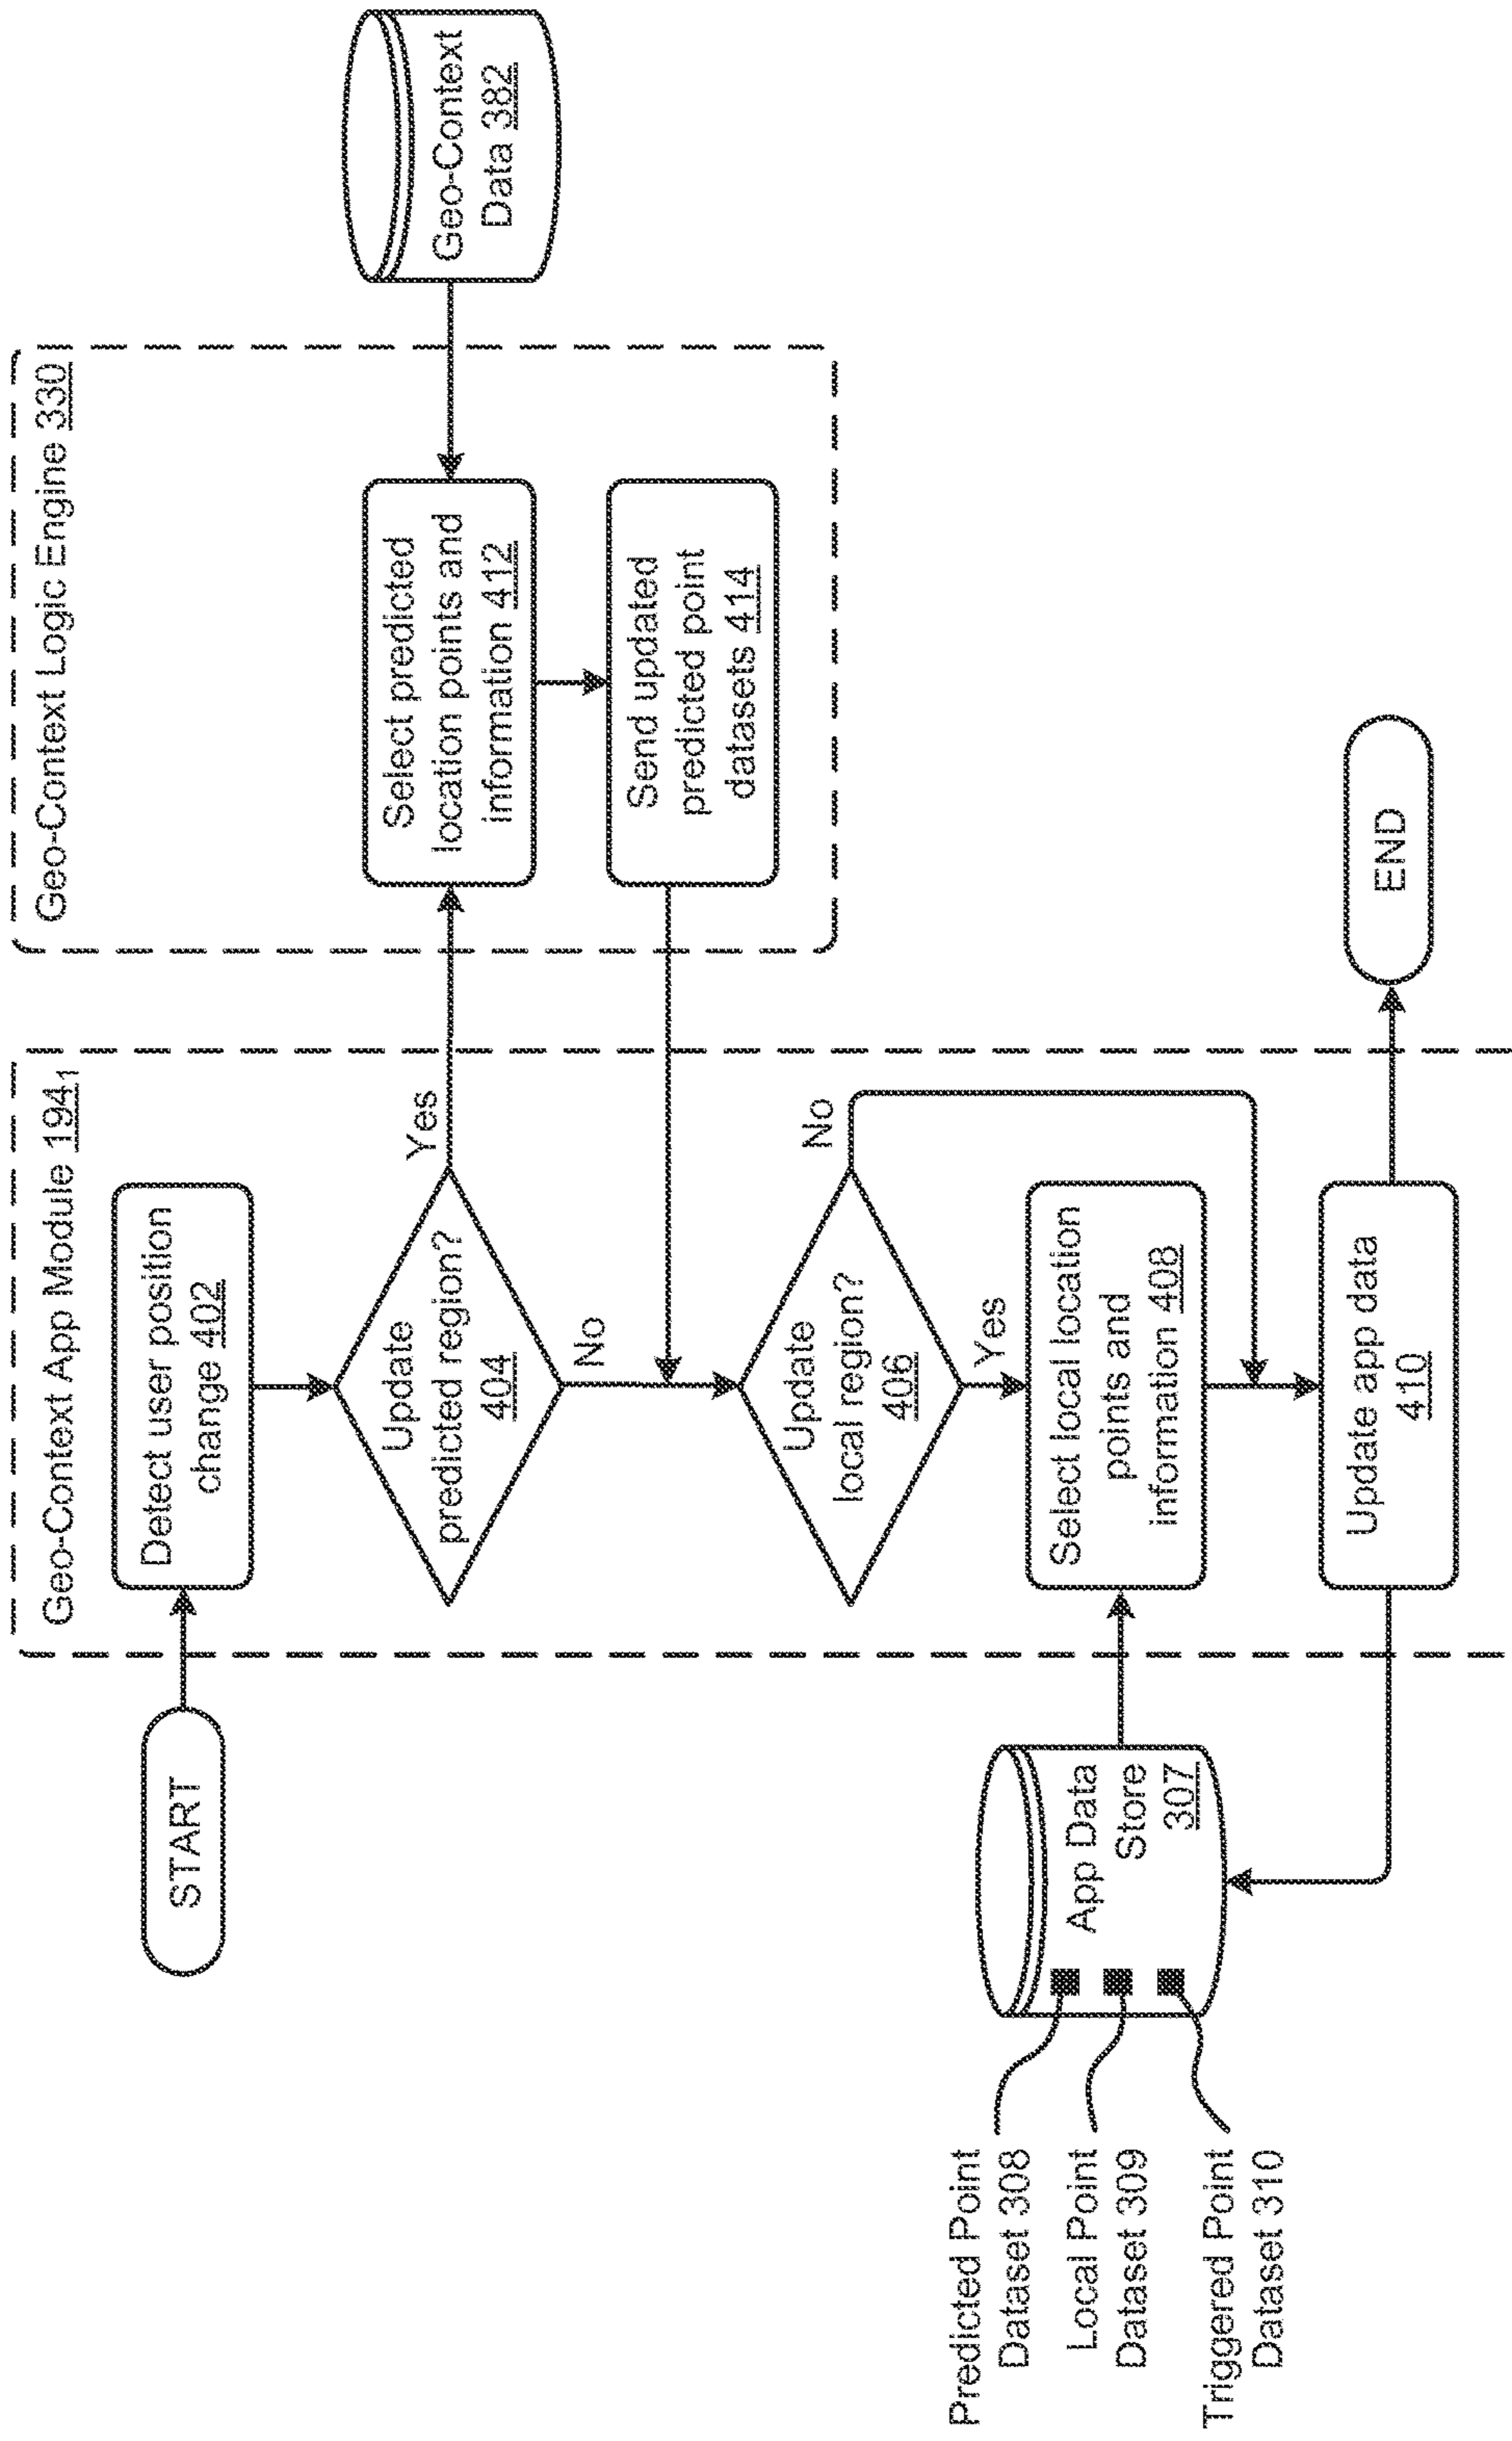 Geo-Context App Module 194₁
START
Detect user position
change 402
Update
predicted region?
404
Yes
No
Geo-Context Logic Engine 330
Select predicted
location points and
information 412
Geo-Context
Data 382
Send updated
predicted point
datasets 414
Update
local region?
406
No
Yes
Select local location
points and
information 408
App Data
Store
307
Predicted Point
Dataset 308
Local Point
Dataset 309
Triggered Point
Dataset 310
Update app data
410
END